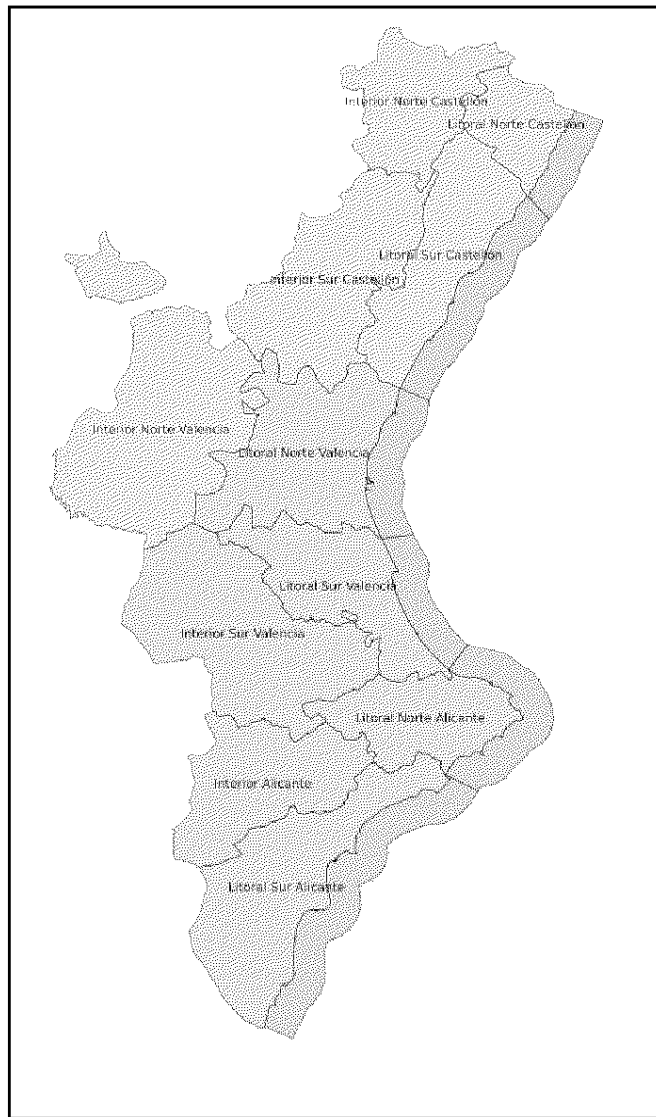 Interior Norte Castellón
Litoral Norte Castellón
Litoral Sur Castellón
Interior Sur Castellón
Interior Norte Valencia
Litoral Norte Valencia
Litoral Sur Valencia
Interior Sur Valencia
Litoral Norte Alicante
Interior Alicante
Litoral Sur Alicante